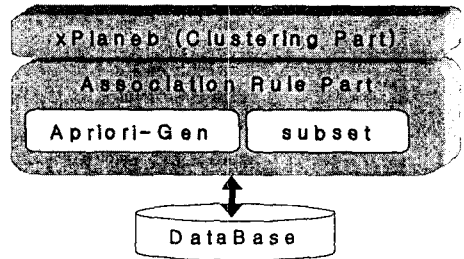 xPlaneb (Clustering Part)
Association Rule Part
Apriori-Gen subset
DataBase